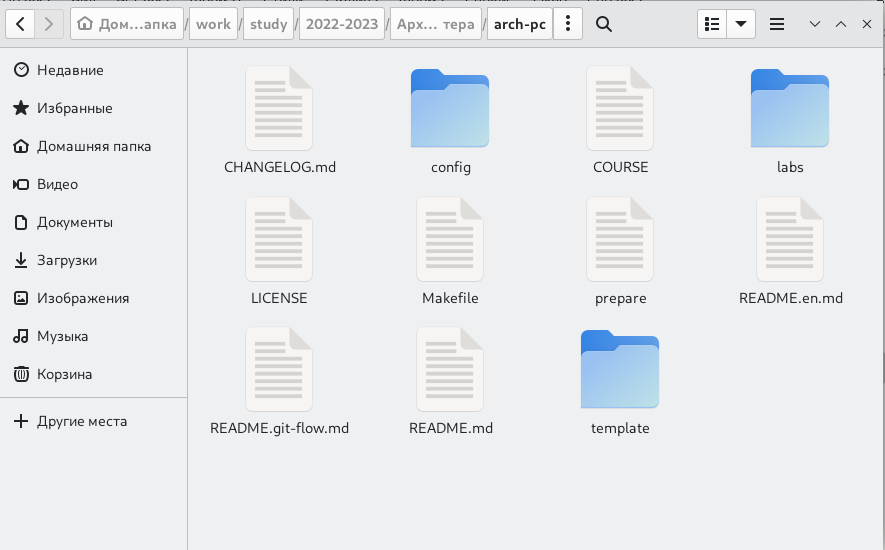 Дом…апка / work / study / 2022-2023 / Арх… тера / arch-pc
Недавние
Избранные
Домашняя папка
Видео
Документы
Загрузки
Изображения
Музыка
Корзина
Другие места
CHANGELOG.md
config
COURSE
labs
LICENSE
Makefile
prepare
README.en.md
README.git-flow.md
README.md
template